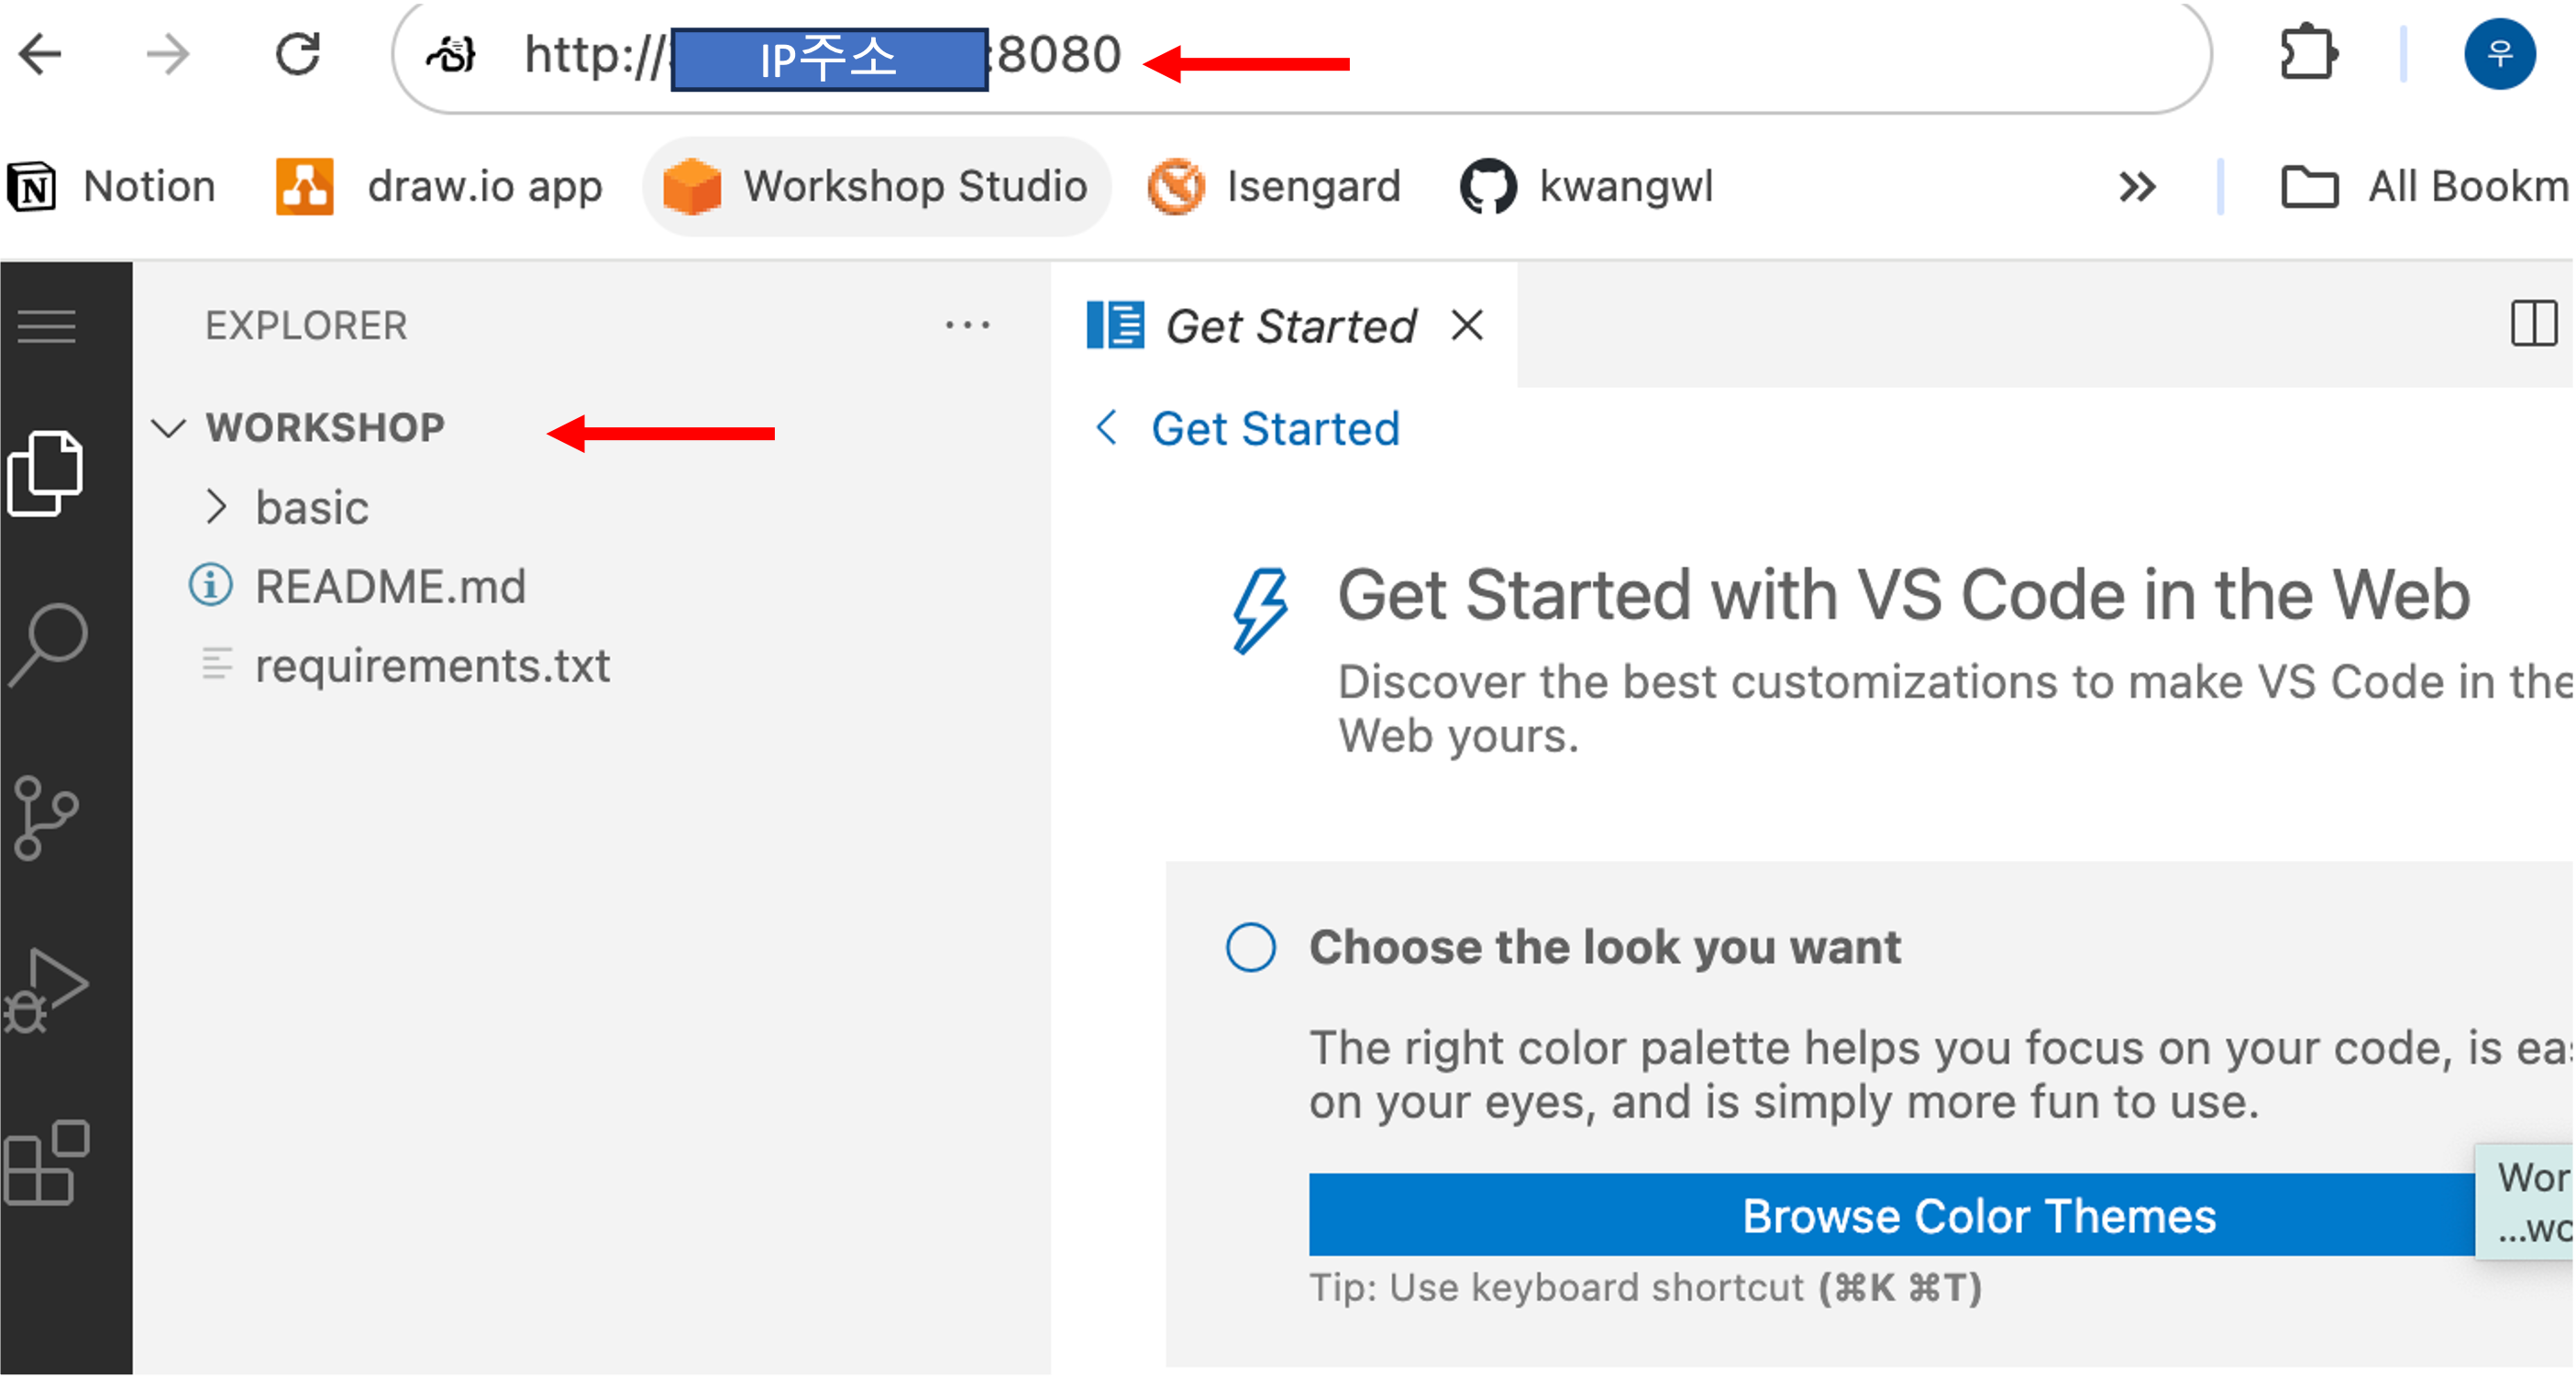 http:// IP주소 :8080
우
Notion draw.io app Workshop Studio Isengard kwangwl All Bookm
EXPLORER
WORKSHOP
basic
README.md
requirements.txt
Get Started
Get Started
Get Started with VS Code in the Web
Discover the best customizations to make VS Code in the
Web yours.
Choose the look you want
The right color palette helps you focus on your code, is eas
on your eyes, and is simply more fun to use.
Browse Color Themes
Tip: Use keyboard shortcut (⌘K ⌘T)
Wor
...wo